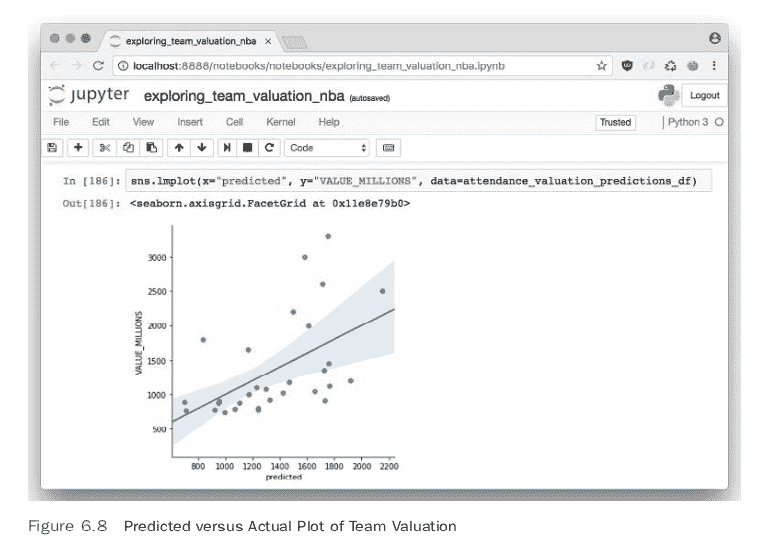 exploring_team_valuation_nba ×
localhost:8888/notebooks/notebooks/exploring_team_valuation_nba.ipynb
jupyter exploring_team_valuation_nba (autosaved)
Logout
File Edit View Insert Cell Kernel Help
Trusted
Python 3
Code
In [186]: sns.lmplot(x="predicted", y="VALUE_MILLIONS", data=attendance_valuation_predictions_df)
Out[186]: <seaborn.axisgrid.FacetGrid at 0x11e8e79b0>
3000
2500
2000
1500
1000
500
VALUE_MILLIONS
800 1000 1200 1400 1600 1800 2000 2200
predicted
Figure 6.8 Predicted versus Actual Plot of Team Valuation